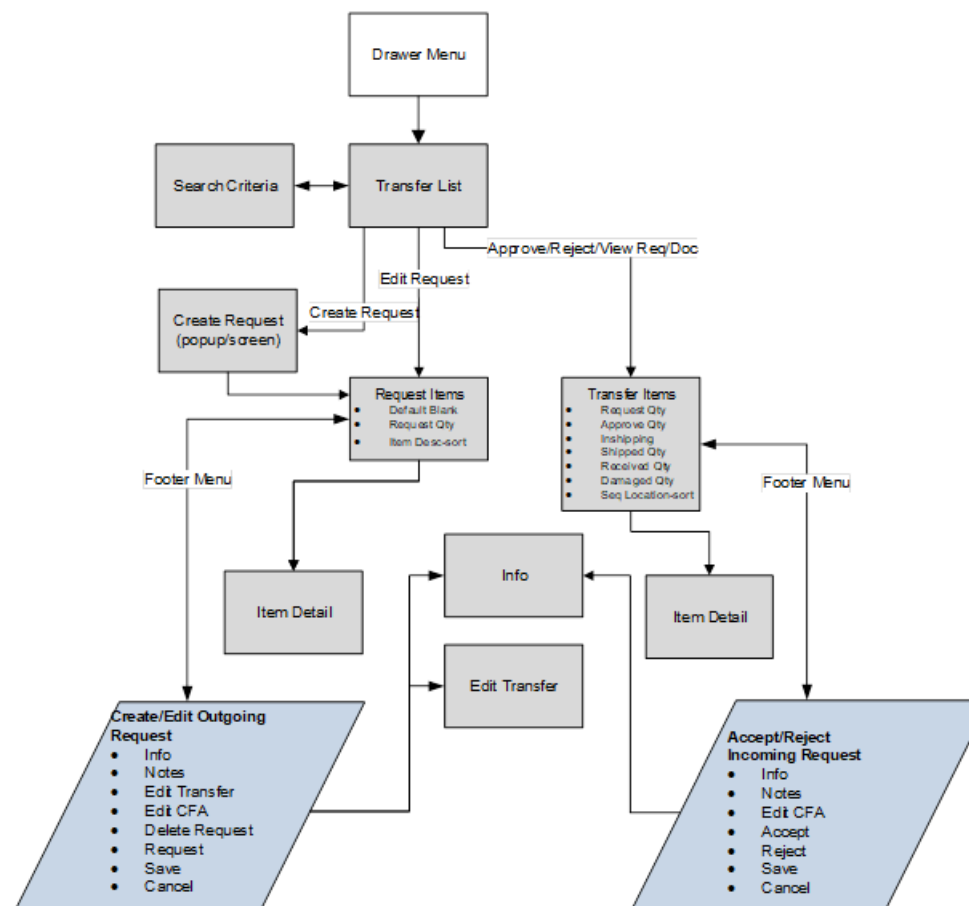 Drawer Menu
Search Criteria
Transfer List
Approve/Reject/View Req/Doc
Edit Request
Create Request
Create Request
(popup/screen)
Request Items
• Default Blank
• Request Qty
• Item Desc-sort
Transfer Items
• Request Qty
• Approve Qty
• Inshipping
• Shipped Qty
• Received Qty
• Damaged Qty
• Seq Location-sort
Footer Menu
Footer Menu
Info
Item Detail
Item Detail
Edit Transfer
Create/Edit Outgoing
Request
• Info
• Notes
• Edit Transfer
• Edit CFA
• Delete Request
• Request
• Save
• Cancel
Accept/Reject
Incoming Request
• Info
• Notes
• Edit CFA
• Accept
• Reject
• Save
• Cancel